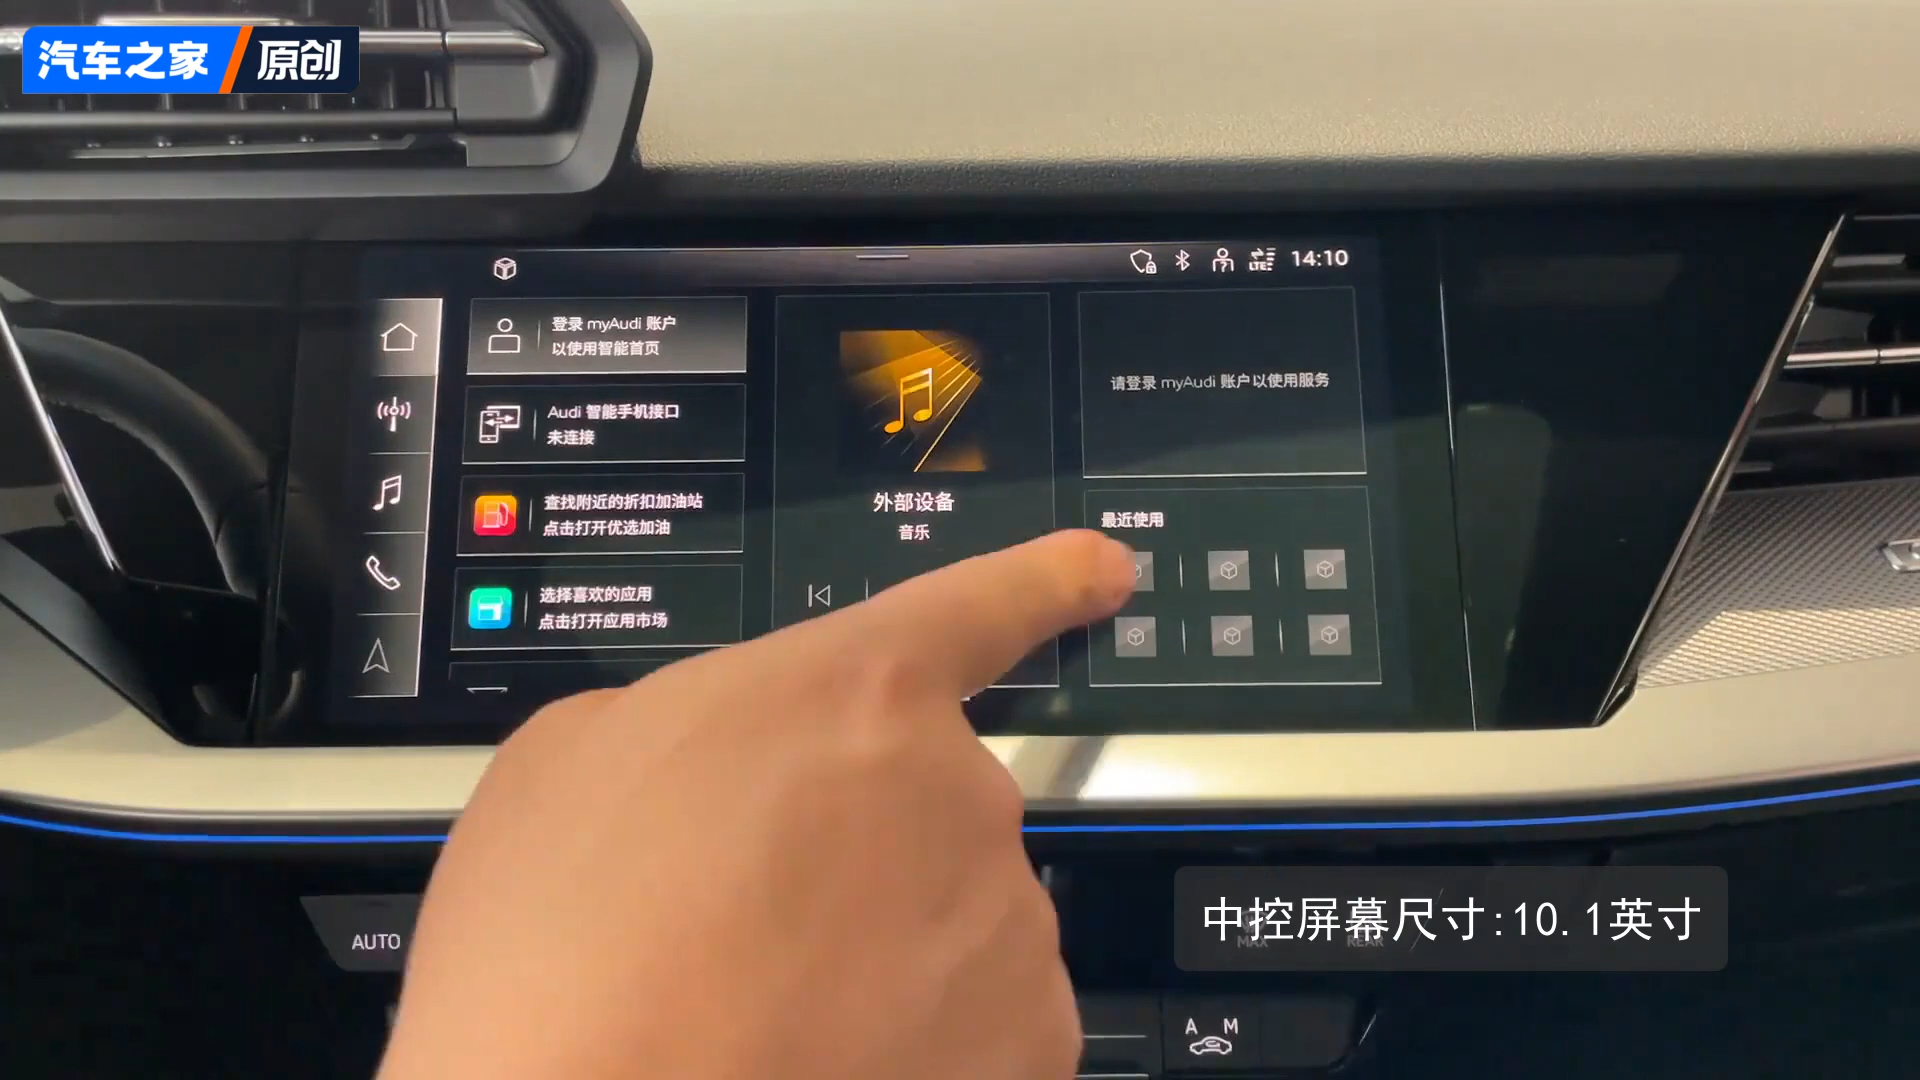 汽车之家 原创
LTE 14:10
登录 myAudi 账户
以使用智能首页
Audi 智能手机接口
未连接
查找附近的折扣加油站
点击打开优选加油
选择喜欢的应用
点击打开应用市场
外部设备
音乐
请登录 myAudi 账户以使用服务
最近使用
中控屏幕尺寸:10.1英寸
AUTO
MAX
REAR
A M